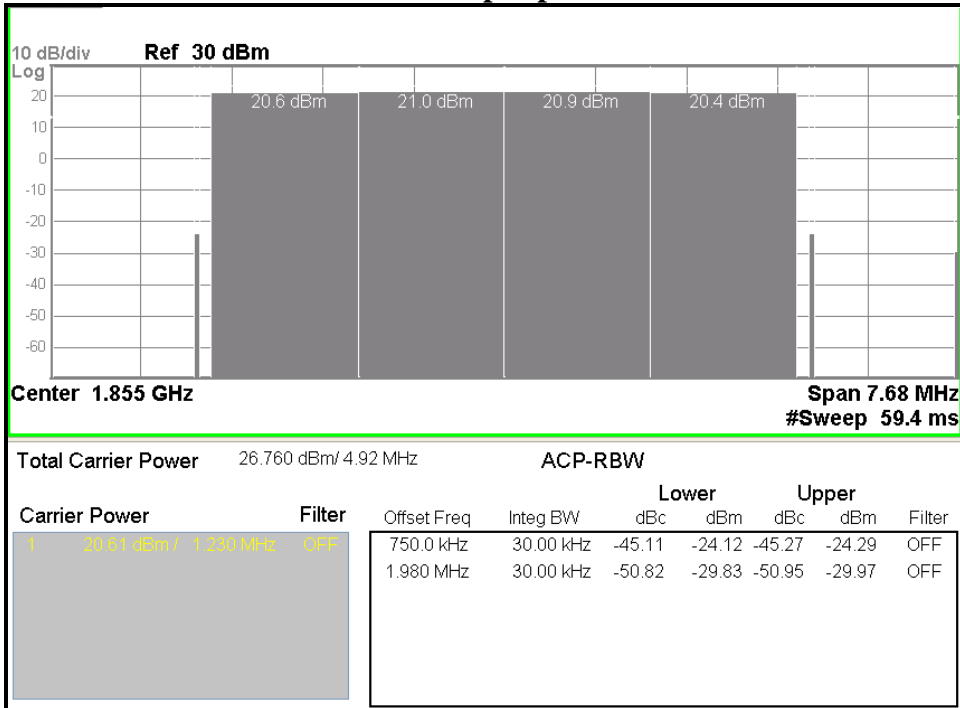 10 dB/div Ref 30 dBm
Log
20 20.6 dBm 21.0 dBm 20.9 dBm 20.4 dBm
10
0
-10
-20
-30
-40
-50
-60
Center 1.855 GHz Span 7.68 MHz
#Sweep 59.4 ms
Total Carrier Power 26.760 dBm/ 4.92 MHz ACP-RBW
Lower Upper
Carrier Power Filter Offset Freq Integ BW dBc dBm dBc dBm Filter
1 20.61 dBm / 1.230 MHz OFF 750.0 kHz 30.00 kHz -45.11 -24.12 -45.27 -24.29 OFF
1.980 MHz 30.00 kHz -50.82 -29.83 -50.95 -29.97 OFF